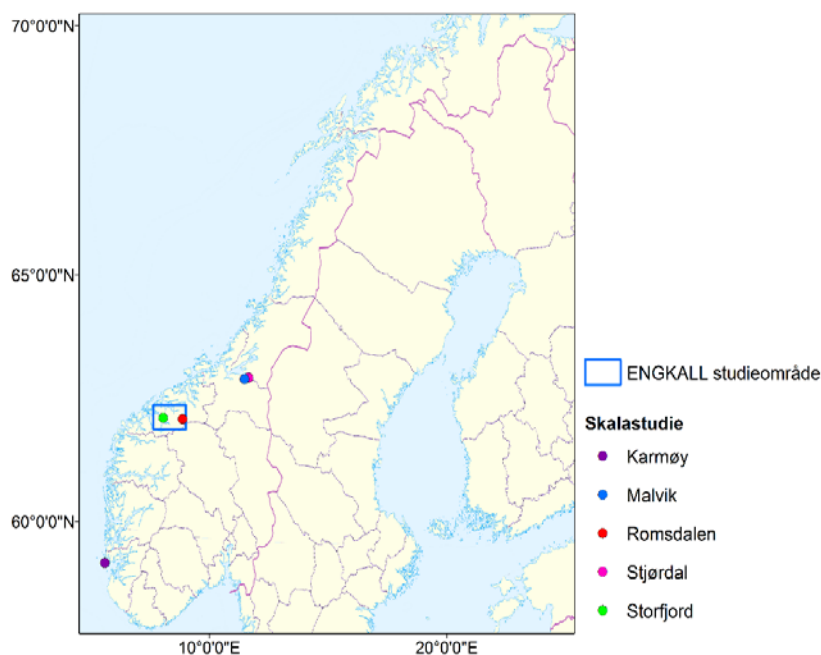 70°0'0"N
65°0'0"N
60°0'0"N
10°0'0"E
20°0'0"E
ENGKALL studieområde
Skalastudie
Karmøy
Malvik
Romsdalen
Stjørdal
Storfjord